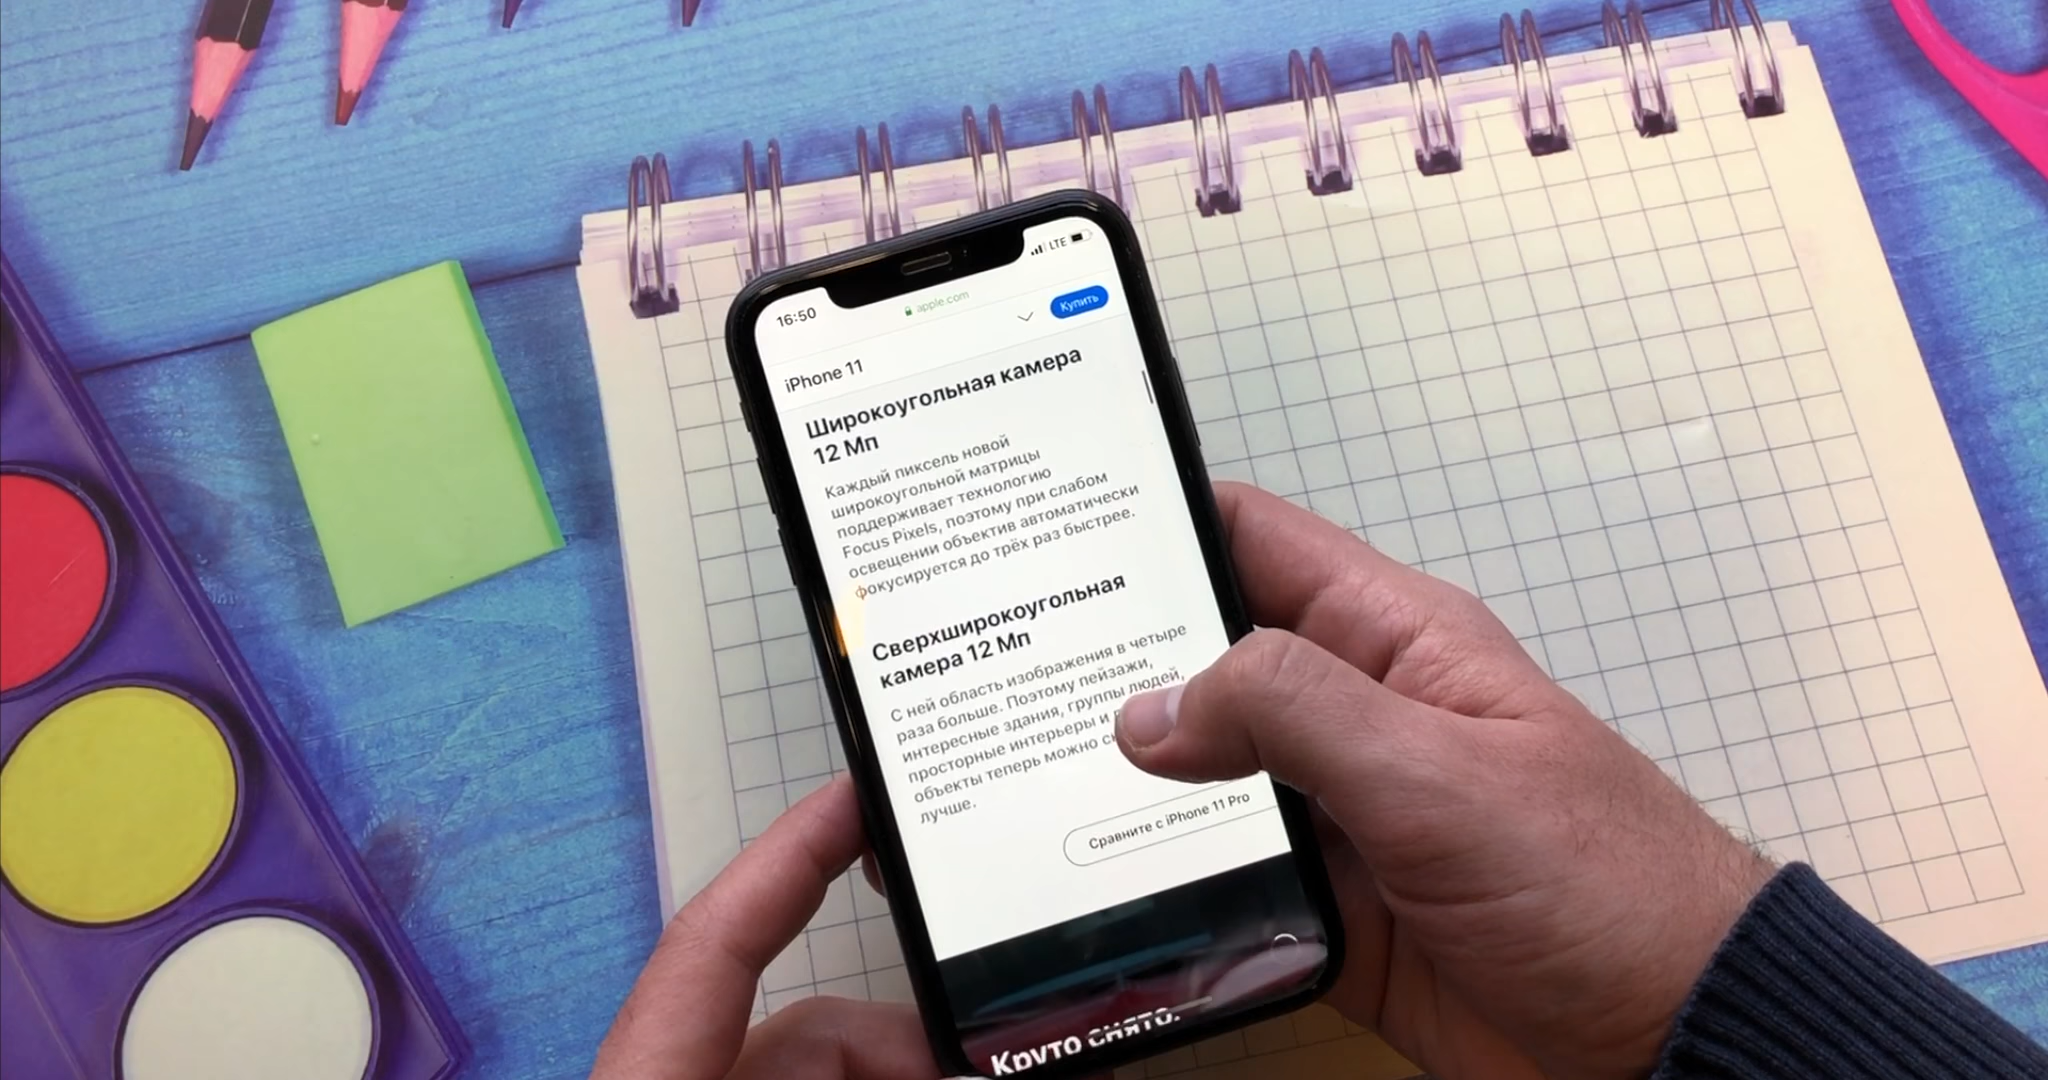 16:50
LTE
apple.com
iPhone 11
Купить
Широкоугольная камера
12 Мп
Каждый пиксель новой
широкоугольной матрицы
поддерживает технологию
Focus Pixels, поэтому при слабом
освещении объектив автоматически
фокусируется до трёх раз быстрее.
Сверхширокоугольная
камера 12 Мп
С ней область изображения в четыре
раза больше. Поэтому пейзажи,
интересные здания, группы людей,
просторные интерьеры и
объекты теперь можно
лучше.
Сравните с iPhone 11 Pro
Круто снято.